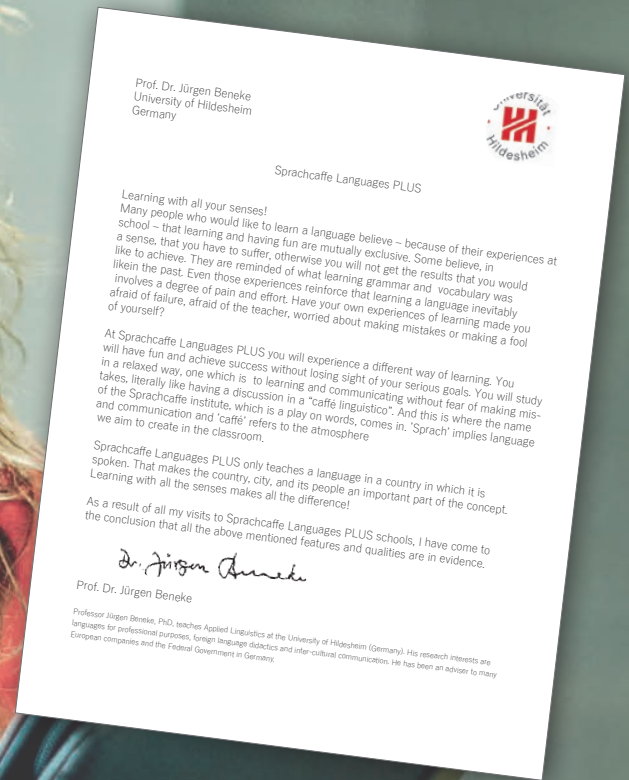 Prof. Dr. Jürgen Beneke
University of Hildesheim
Germany
Universität
Hildesheim
Sprachcaffe Languages PLUS
Learning with all your senses!
Many people who would like to learn a language believe – because of their experiences at
school – that learning and having fun are mutually exclusive. Some believe, in
a sense, that you have to suffer, otherwise you will not get the results that you would
like to achieve. They are reminded of what learning grammar and vocabulary was
likein the past. Even those experiences reinforce that learning a language inevitably
involves a degree of pain and effort. Have your own experiences of learning made you
afraid of failure, afraid of the teacher, worried about making mistakes or making a fool
of yourself?
At Sprachcaffe Languages PLUS you will experience a different way of learning. You
will have fun and achieve success without losing sight of your serious goals. You will study
in a relaxed way, one which is to learning and communicating without fear of making mis-
takes, literally like having a discussion in a "caffé linguistico". And this is where the name
of the Sprachcaffe institute, which is a play on words, comes in. 'Sprach' implies language
and communication and 'caffé' refers to the atmosphere
we aim to create in the classroom.
Sprachcaffe Languages PLUS only teaches a language in a country in which it is
spoken. That makes the country, city, and its people an important part of the concept.
Learning with all the senses makes all the difference!
As a result of all my visits to Sprachcaffe Languages PLUS schools, I have come to
the conclusion that all the above mentioned features and qualities are in evidence.
Dr. Jürgen Beneke
Prof. Dr. Jürgen Beneke
Professor Jürgen Beneke, PhD, teaches Applied Linguistics at the University of Hildesheim (Germany). His research interests are
languages for professional purposes, foreign language didactics and inter-cultural communication. He has been an adviser to many
European companies and the Federal Government in Germany.